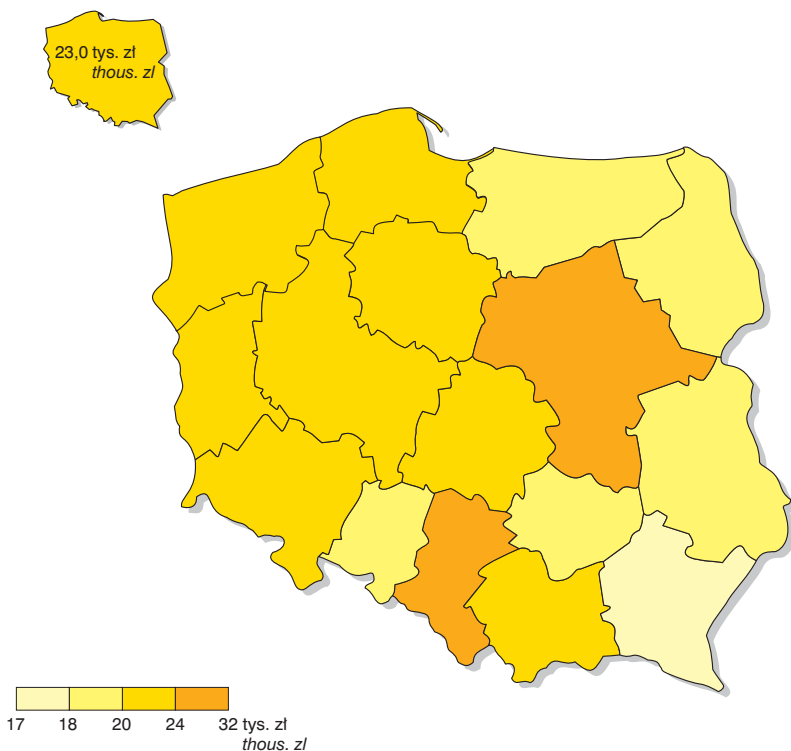 23,0 tys. zł
thous. zl
17 18 20 24 32 tys. zł
thous. zl